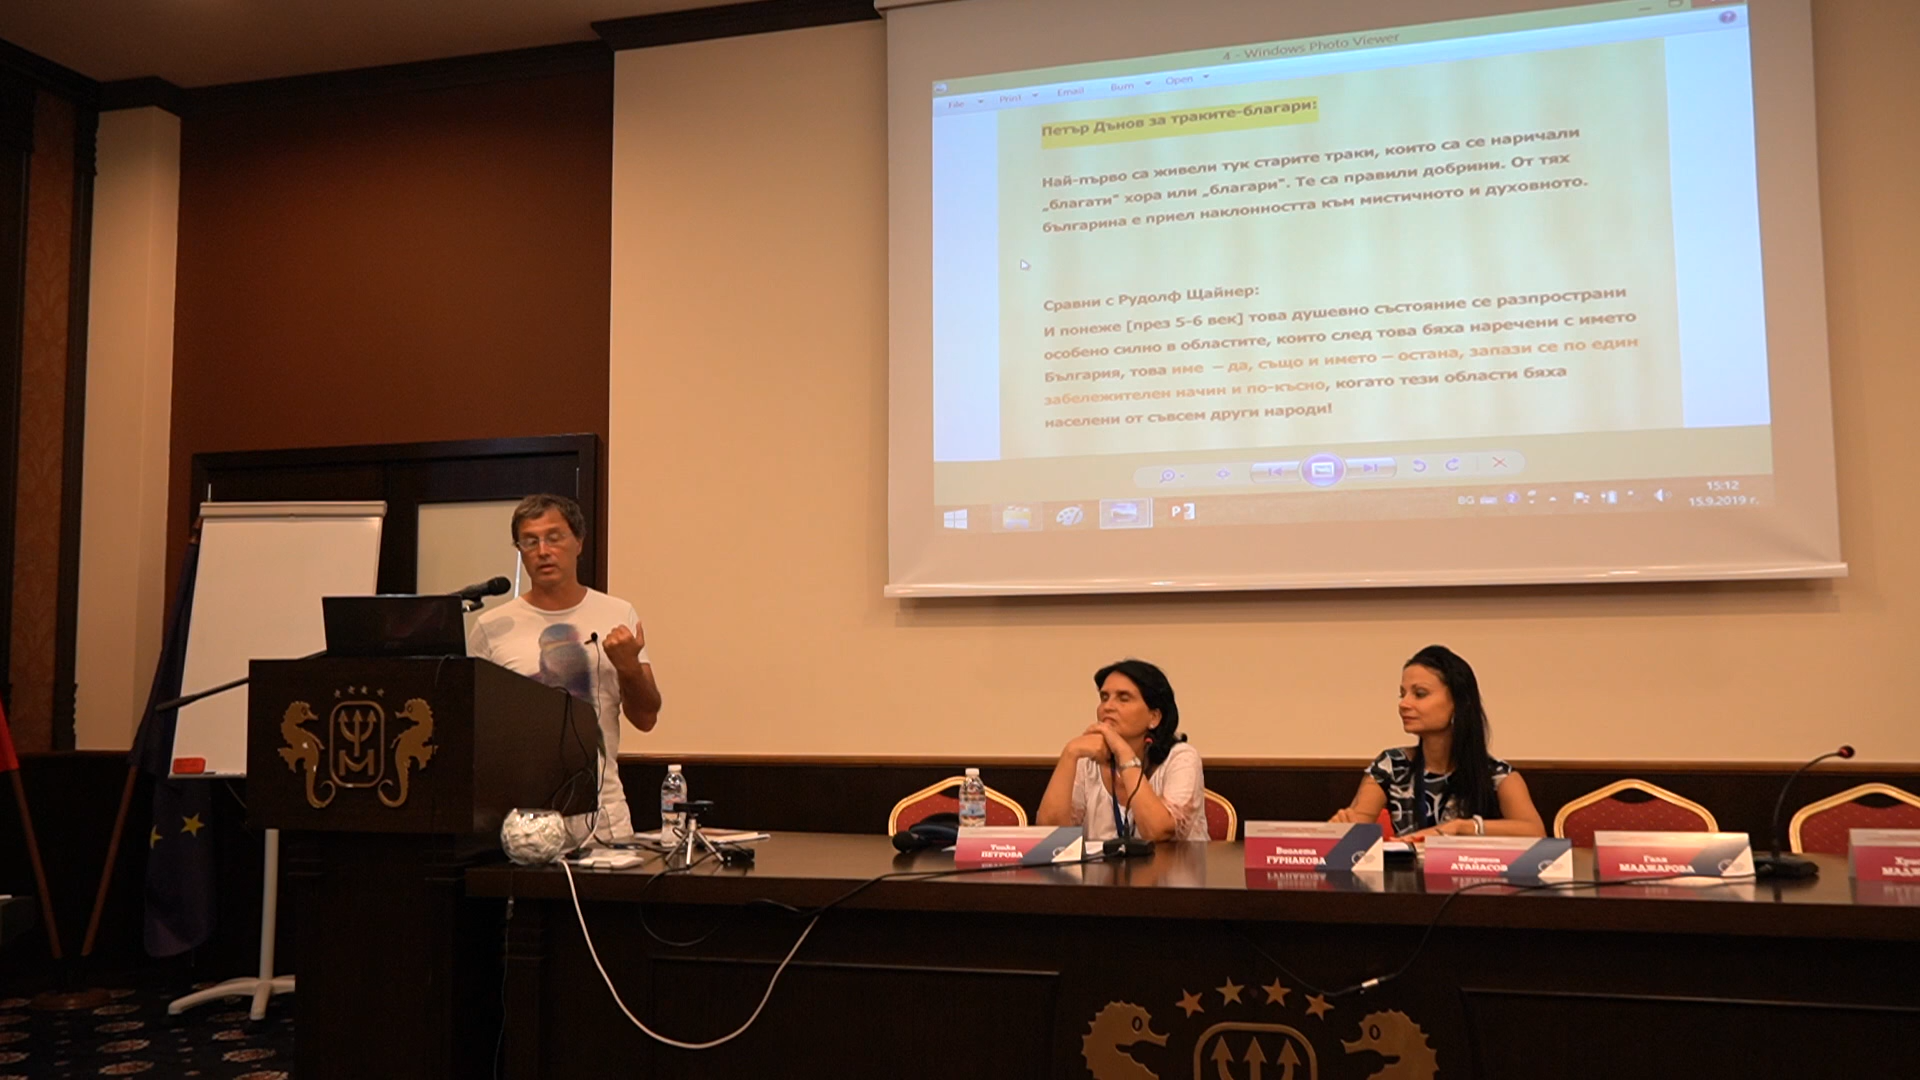 4 - Windows Photo Viewer
File Print Email Burn Open
Петър Дънов за траките-благари:
Най-първо са живели тук старите траки, които са се наричали
„благати" хора или „благари". Те са правили добрини. От тях
българина е приел наклонността към мистичното и духовното.
Сравни с Рудолф Щайнер:
И понеже [през 5-6 век] това душевно състояние се разпространи
особено силно в областите, които след това бяха наречени с името
България, това име – да, също и името – остана, запази се по един
забележителен начин и по-късно, когато тези области бяха
населени от съвсем други народи!
BG
15:12
15.9.2019 г.
M
Тинка
ПЕТРОВА
Виолета
ГУРНАКОВА
Мартин
АТАНАСОВ
Гала
МАДЖАРОВА